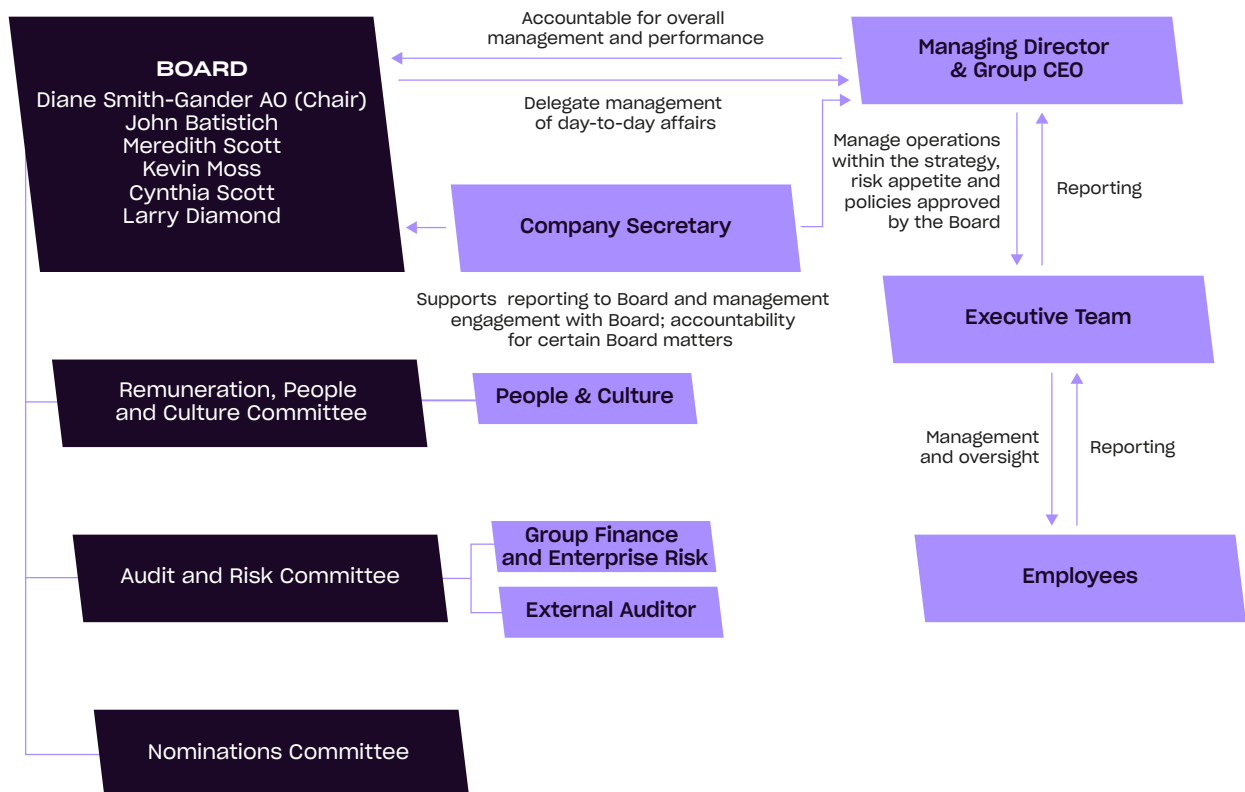 BOARD
Diane Smith-Gander AO (Chair)
John Batistich
Meredith Scott
Kevin Moss
Cynthia Scott
Larry Diamond
Accountable for overall
management and performance
Delegate management
of day-to-day affairs
Managing Director
& Group CEO
Manage operations
within the strategy,
risk appetite and
policies approved
by the Board
Reporting
Company Secretary
Supports reporting to Board and management
engagement with Board; accountability
for certain Board matters
Executive Team
Remuneration, People
and Culture Committee
People & Culture
Management
and oversight
Reporting
Audit and Risk Committee
Group Finance
and Enterprise Risk
External Auditor
Employees
Nominations Committee